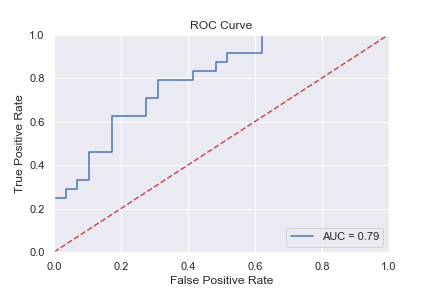 ROC Curve
True Positive Rate
1.0
0.8
0.6
0.4
0.2
0.0
AUC = 0.79
0.0 0.2 0.4 0.6 0.8 1.0
False Positive Rate